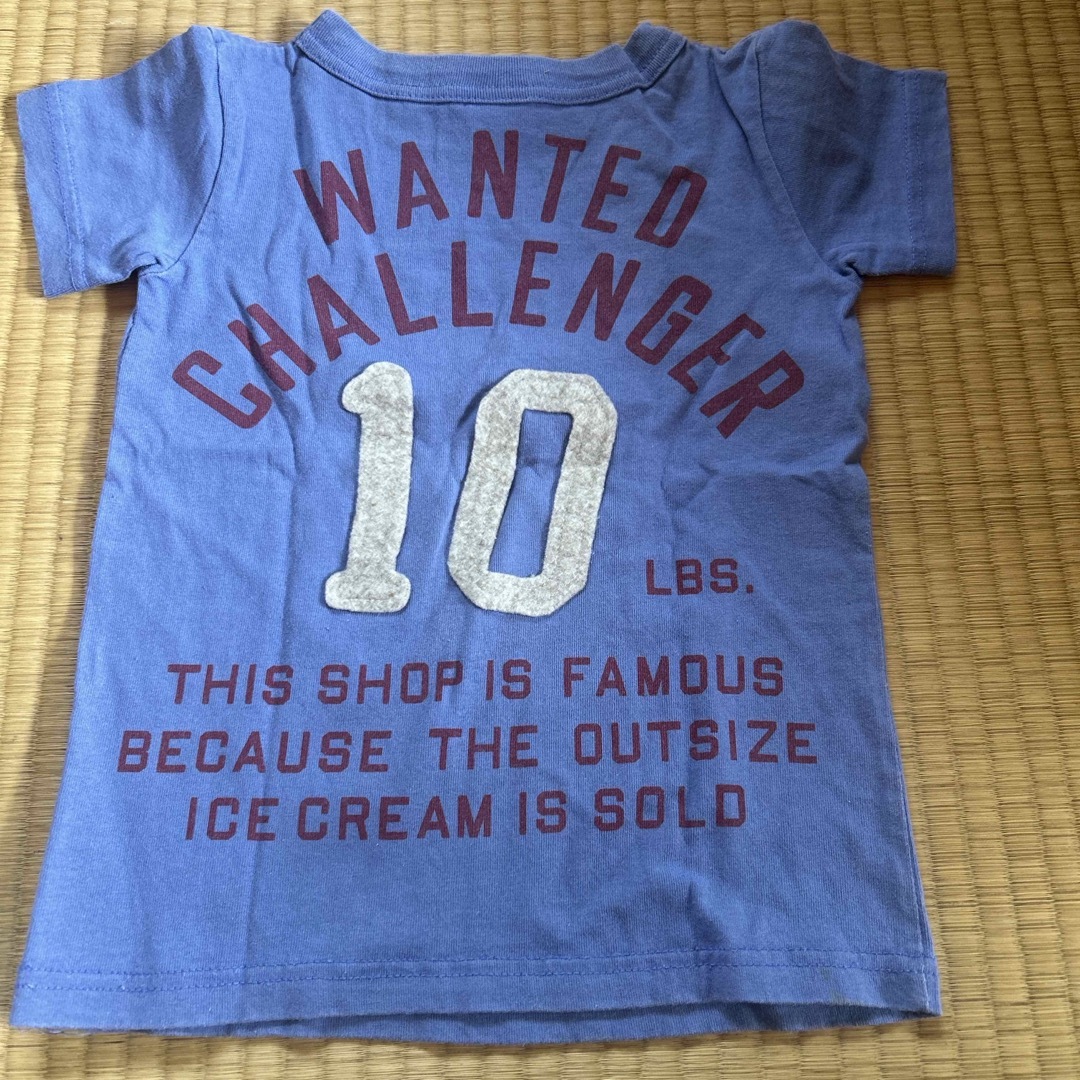 WANTED
CHALLENGER
10 LBS.
THIS SHOP IS FAMOUS
BECAUSE THE OUTSIZE
ICE CREAM IS SOLD